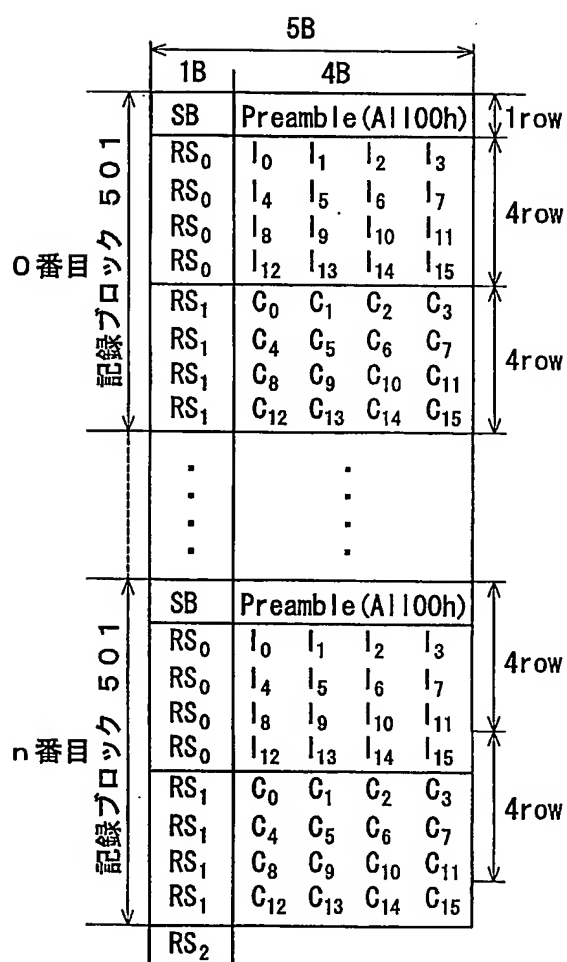 5B
1B 4B
SB Preamble(All00h) 1row
RS₀ I₀ I₁ I₂ I₃
RS₀ I₄ I₅ I₆ I₇
RS₀ I₈ I₉ I₁₀ I₁₁
RS₀ I₁₂ I₁₃ I₁₄ I₁₅
4row
RS₁ C₀ C₁ C₂ C₃
RS₁ C₄ C₅ C₆ C₇
RS₁ C₈ C₉ C₁₀ C₁₁
RS₁ C₁₂ C₁₃ C₁₄ C₁₅
4row
0番目
記録ブロック 501
SB Preamble(All00h)
RS₀ I₀ I₁ I₂ I₃
RS₀ I₄ I₅ I₆ I₇
RS₀ I₈ I₉ I₁₀ I₁₁
RS₀ I₁₂ I₁₃ I₁₄ I₁₅
4row
RS₁ C₀ C₁ C₂ C₃
RS₁ C₄ C₅ C₆ C₇
RS₁ C₈ C₉ C₁₀ C₁₁
RS₁ C₁₂ C₁₃ C₁₄ C₁₅
4row
n番目
記録ブロック 501
RS₂